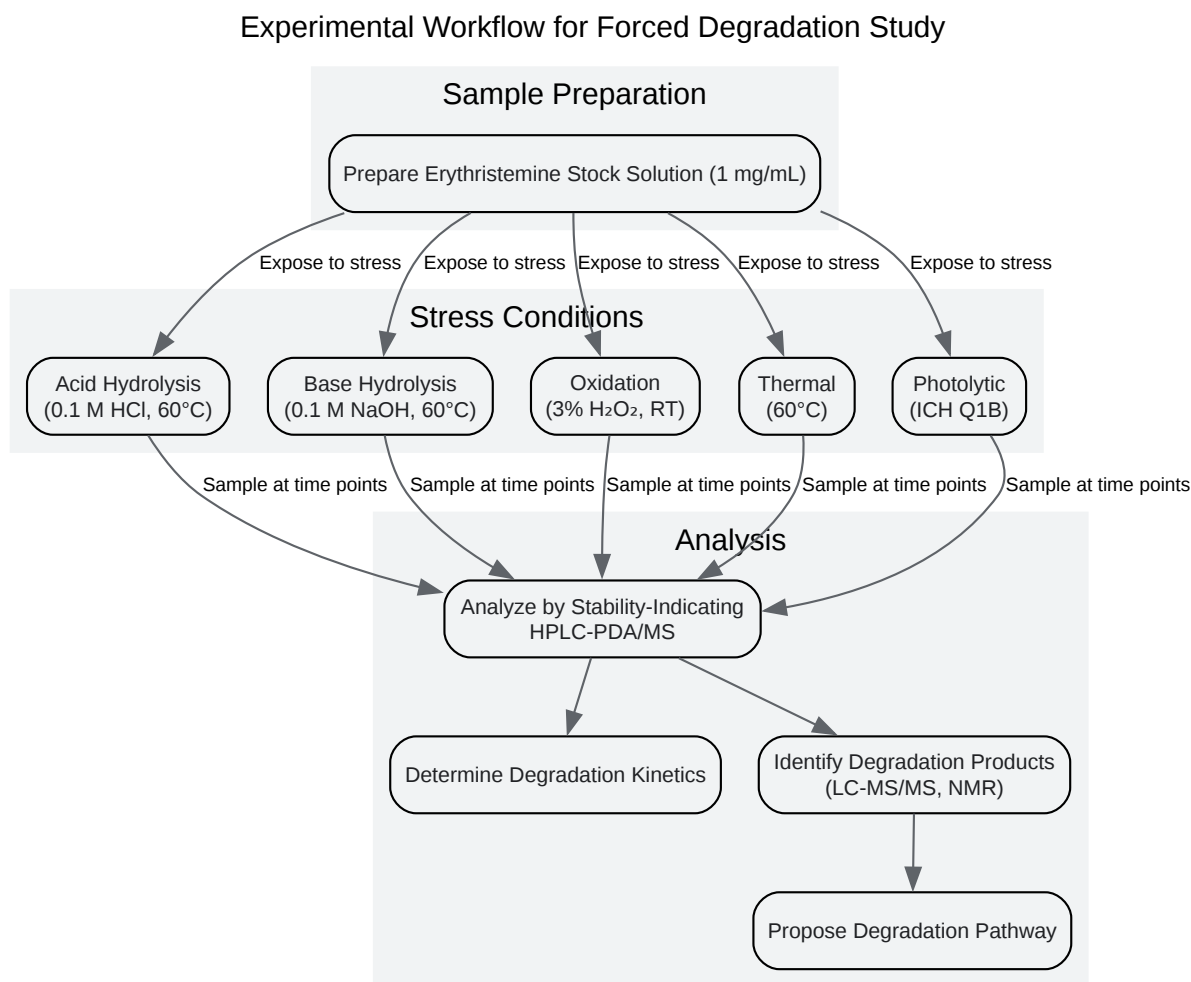 Experimental Workflow for Forced Degradation Study
Sample Preparation
Prepare Erythristemine Stock Solution (1 mg/mL)
Expose to stress
Expose to stress
Expose to stress
Expose to stress
Expose to stress
Stress Conditions
Acid Hydrolysis
(0.1 M HCl, 60°C)
Base Hydrolysis
(0.1 M NaOH, 60°C)
Oxidation
(3% H₂O₂, RT)
Thermal
(60°C)
Photolytic
(ICH Q1B)
Sample at time points
Sample at time points
Sample at time points
Sample at time points
Sample at time points
Analysis
Analyze by Stability-Indicating
HPLC-PDA/MS
Determine Degradation Kinetics
Identify Degradation Products
(LC-MS/MS, NMR)
Propose Degradation Pathway